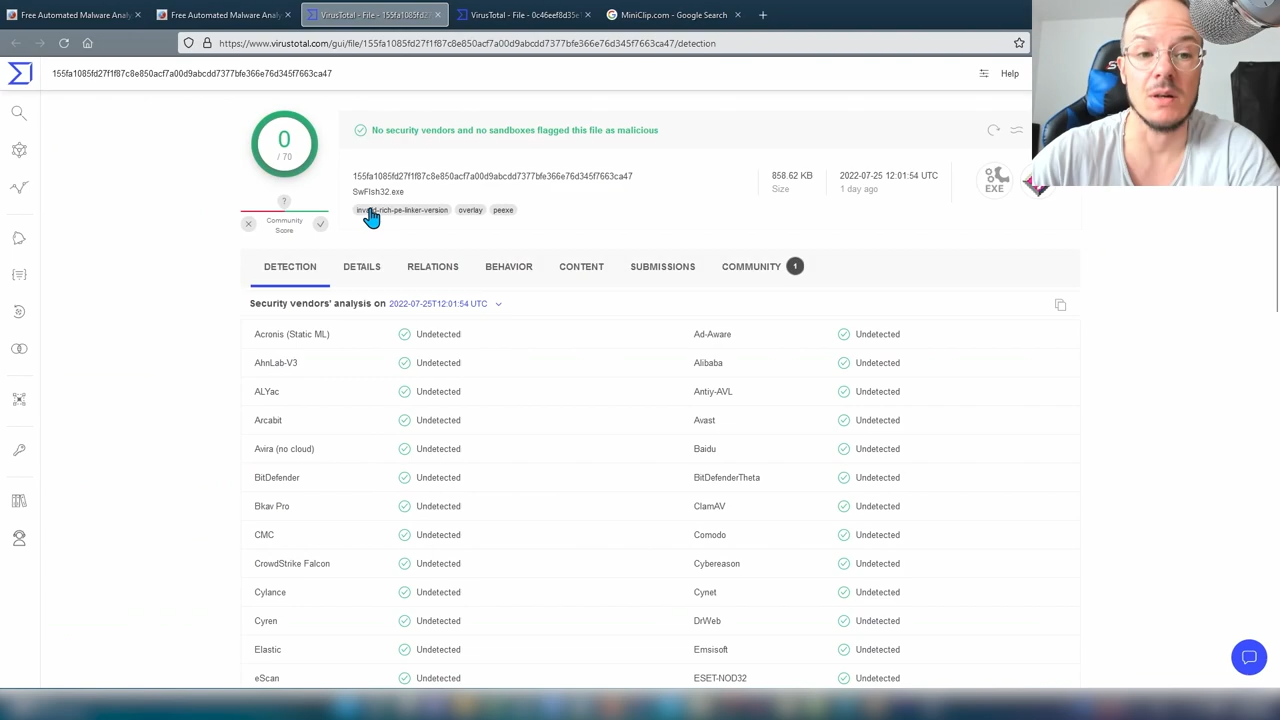 Free Automated Malware Analy
Free Automated Malware Analy
VirusTotal - File - 155fa1085fd27
VirusTotal - File - 0c46eef8d35e
MiniClip.com - Google Search
https://www.virustotal.com/gui/file/155fa1085fd27f1f87c8e850acf7a00d9abcdd7377bfe366e76d345f7663ca47/detection
155fa1085fd27f1f87c8e850acf7a00d9abcdd7377bfe366e76d345f7663ca47
Help
0
/ 70
No security vendors and no sandboxes flagged this file as malicious
155fa1085fd27f1f87c8e850acf7a00d9abcdd7377bfe366e76d345f7663ca47
SwFlsh32.exe
858.62 KB
Size
2022-07-25 12:01:54 UTC
1 day ago
EXE
overlay peexe
?
Community
Score
DETECTION DETAILS RELATIONS BEHAVIOR CONTENT SUBMISSIONS COMMUNITY 1
Security vendors' analysis on 2022-07-25T12:01:54 UTC
Acronis (Static ML) Undetected Ad-Aware Undetected
AhnLab-V3 Undetected Alibaba Undetected
ALYac Undetected Antiy-AVL Undetected
Arcabit Undetected Avast Undetected
Avira (no cloud) Undetected Baidu Undetected
BitDefender Undetected BitDefenderTheta Undetected
Bkav Pro Undetected ClamAV Undetected
CMC Undetected Comodo Undetected
CrowdStrike Falcon Undetected Cybereason Undetected
Cylance Undetected Cynet Undetected
Cyren Undetected DrWeb Undetected
Elastic Undetected Emsisoft Undetected
eScan Undetected ESET-NOD32 Undetected